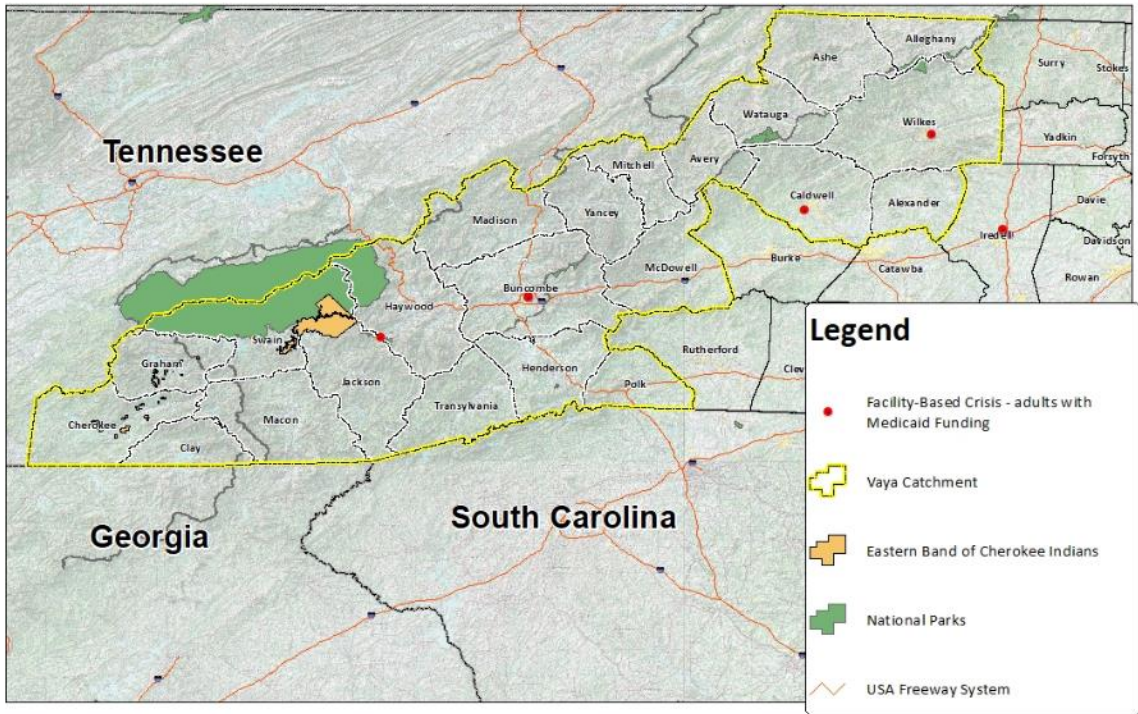 Alleghany
Ashe
Surry
Stokes
Watauga
Wilkes
Yadkin
Forsyth
Tennessee
Mitchell
Avery
Caldwell
Alexander
Davie
Madison
Yancey
Iredell
Davidson
Burke
Catawba
McDowell
Rowan
Buncombe
Haywood
Swain
Rutherford
Clev
Graham
Henderson
Jackson
Polk
Transylvania
Macon
Cherokee
Clay
Georgia
South Carolina
Legend
Facility-Based Crisis - adults with
Medicaid Funding
Vaya Catchment
Eastern Band of Cherokee Indians
National Parks
USA Freeway System